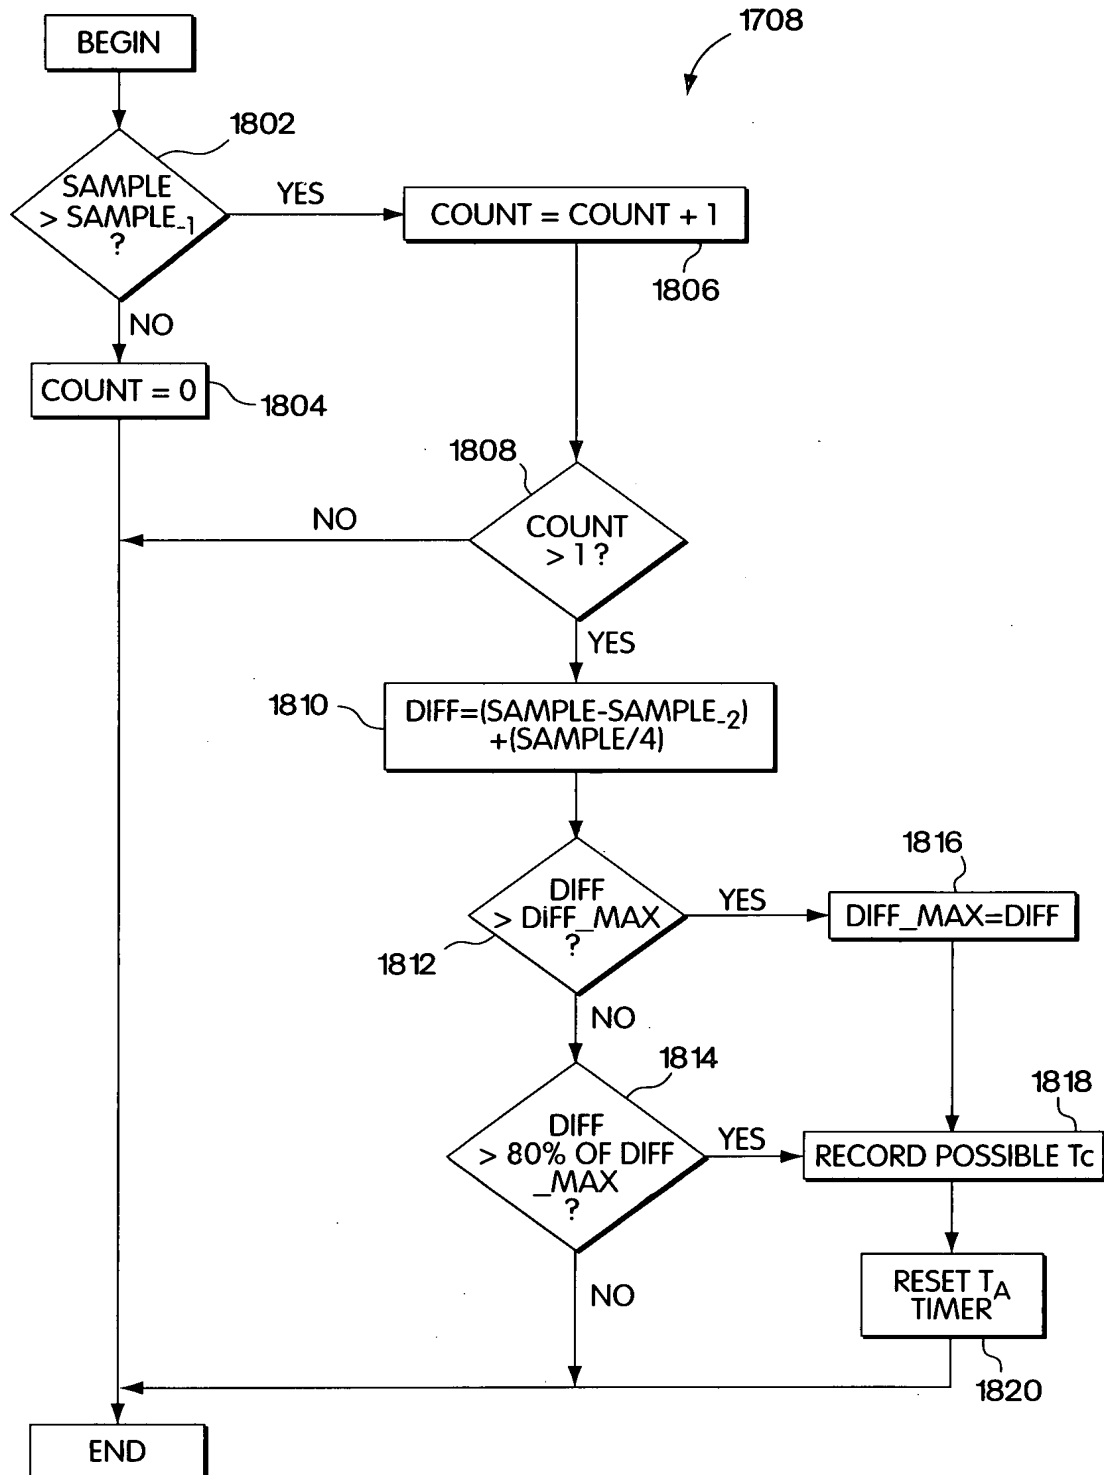 1708
BEGIN
1802
SAMPLE
> SAMPLE₋₁
?
YES
COUNT = COUNT + 1
1806
NO
COUNT = 0
1804
1808
COUNT
> 1 ?
NO
YES
1810
DIFF=(SAMPLE-SAMPLE₋₂)
+(SAMPLE/4)
1816
DIFF
> DIFF_MAX
?
YES
DIFF_MAX=DIFF
1812
NO
1814
1818
DIFF
> 80% OF DIFF
_MAX
?
YES
RECORD POSSIBLE Tc
NO
RESET T_A
TIMER
1820
END